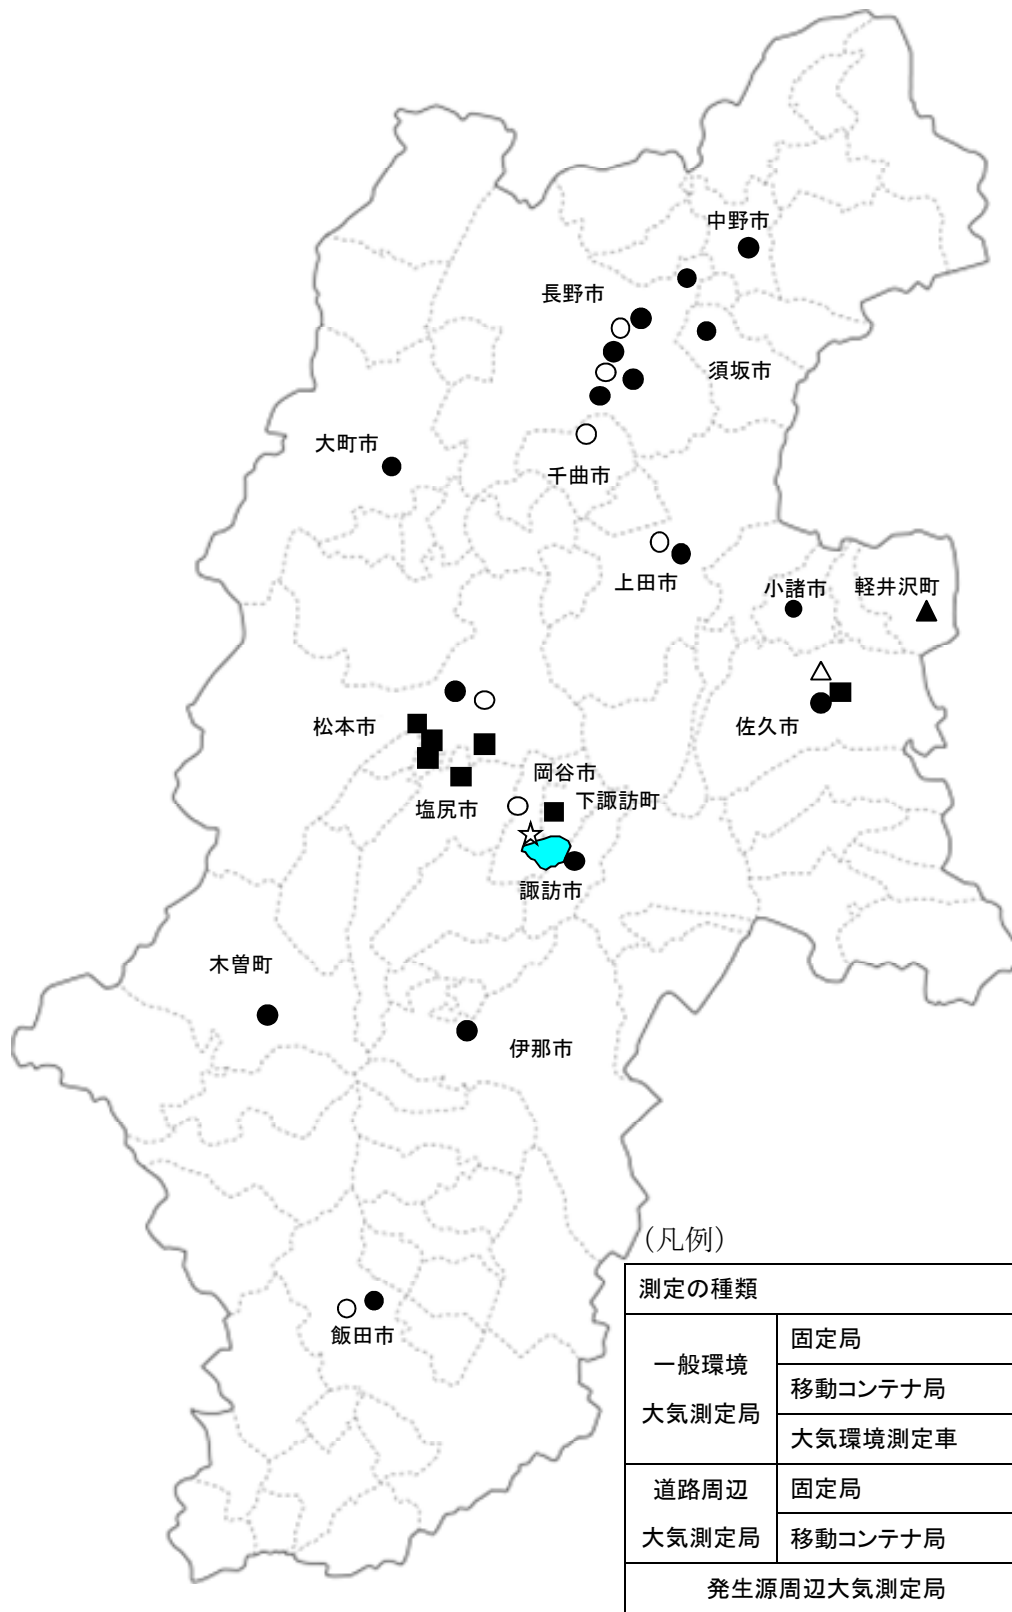 中野市
長野市
須坂市
大町市
千曲市
上田市
小諸市
軽井沢町
松本市
佐久市
岡谷市
下諏訪町
塩尻市
諏訪市
木曽町
伊那市
飯田市
（凡例）
測定の種類
一般環境
大気測定局
固定局
移動コンテナ局
大気環境測定車
道路周辺
大気測定局
固定局
移動コンテナ局
発生源周辺大気測定局